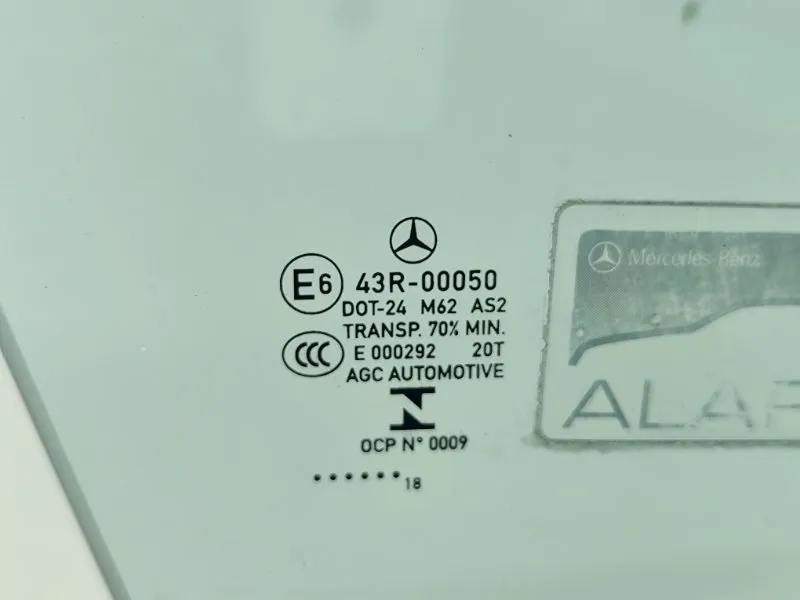 E6 43R-00050
DOT-24 M62 AS2
TRANSP. 70% MIN.
CCC E 000292 20T
AGC AUTOMOTIVE
OCP N° 0009
......18
Mercedes-Benz
ALAR